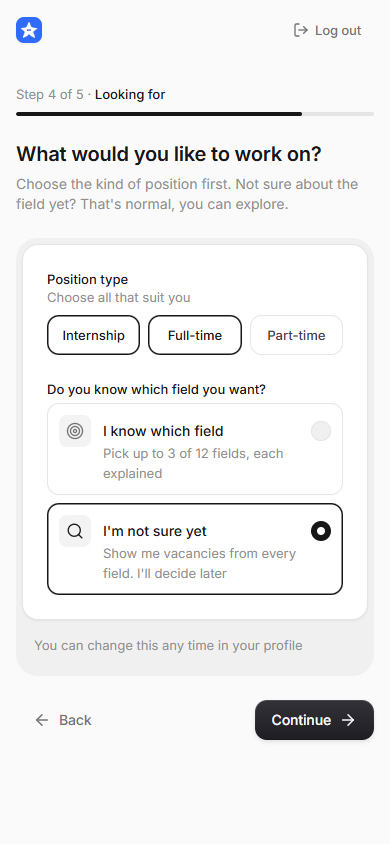 Log out
Step 4 of 5 · Looking for
What would you like to work on?
Choose the kind of position first. Not sure about the
field yet? That's normal, you can explore.
Position type
Choose all that suit you
Internship
Full-time
Part-time
Do you know which field you want?
I know which field
Pick up to 3 of 12 fields, each
explained
I'm not sure yet
Show me vacancies from every
field. I'll decide later
You can change this any time in your profile
Back
Continue